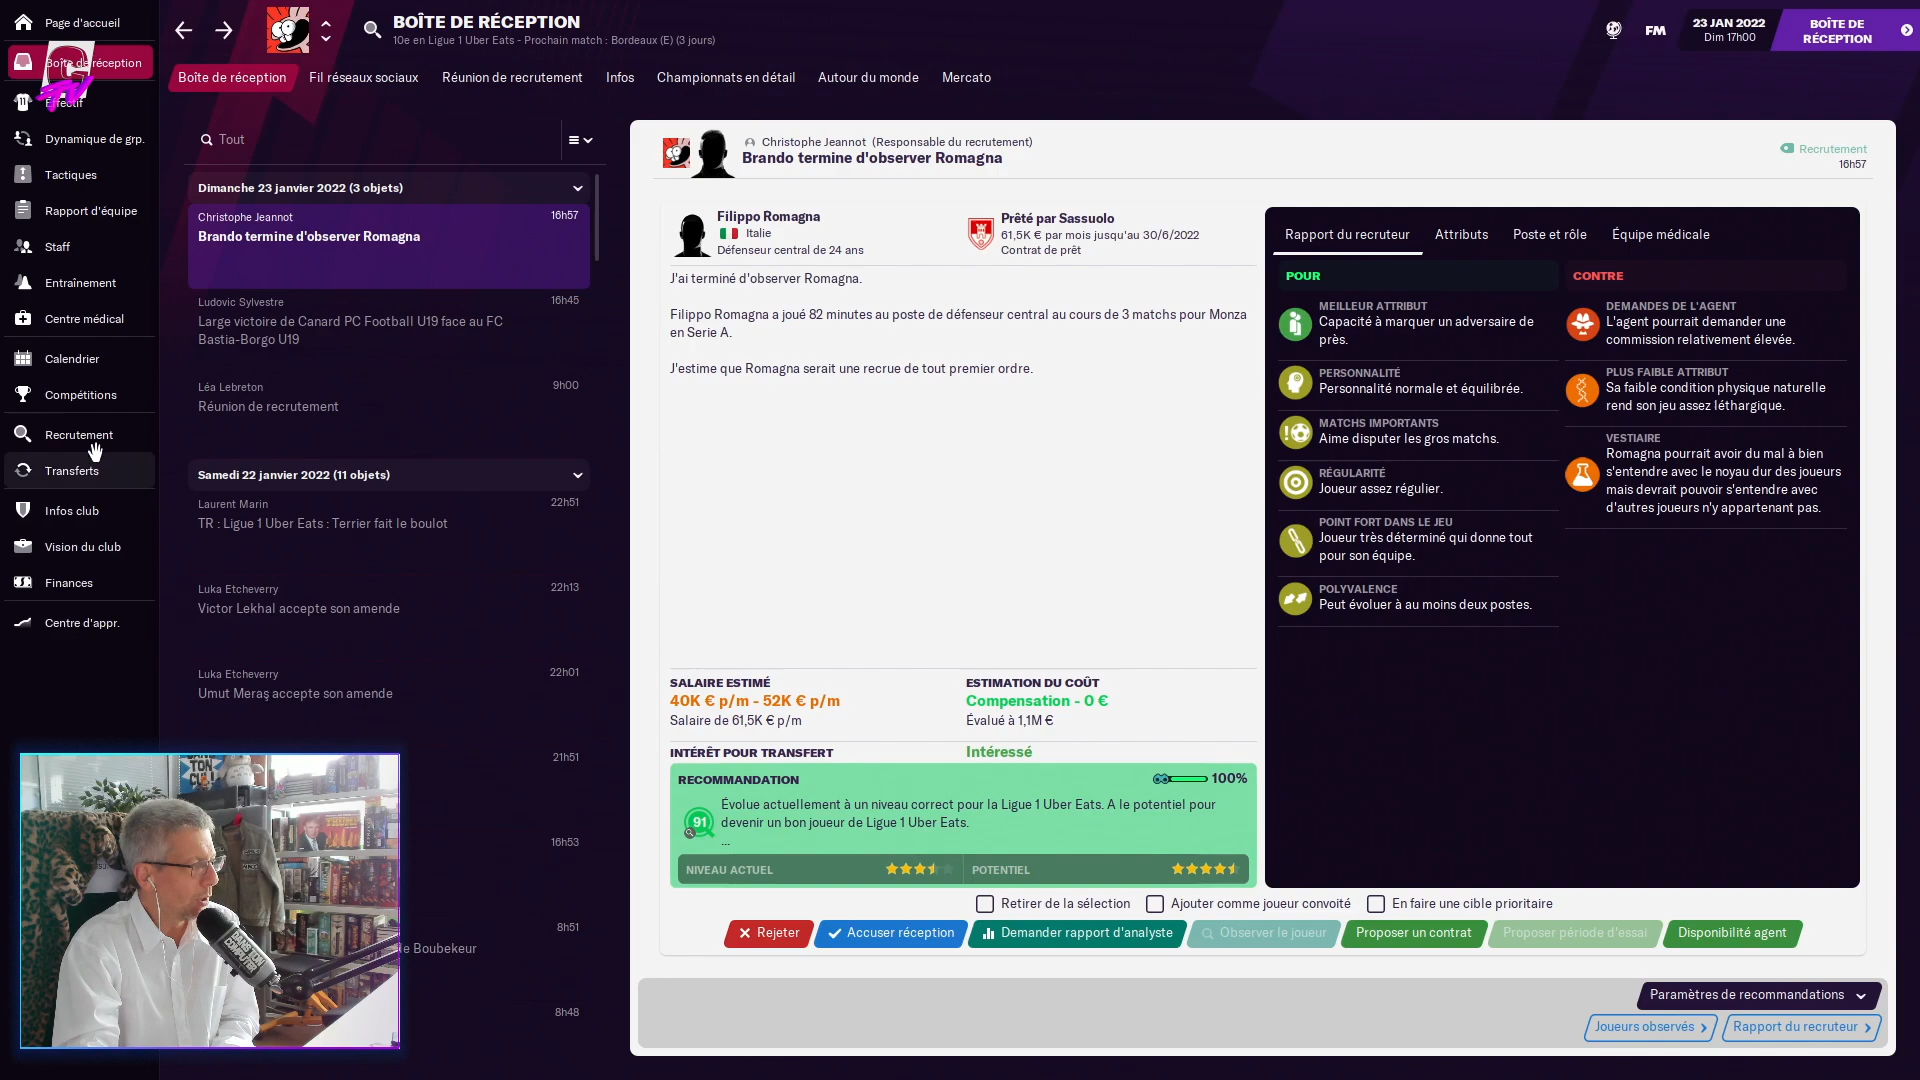 Page d'accueil
Boîte de réception
Effectif
Dynamique de grp.
Tactiques
Rapport d'équipe
Staff
Entraînement
Centre médical
Calendrier
Compétitions
Recrutement
Transferts
Infos club
Vision du club
Finances
Centre d'appr.
BOÎTE DE RÉCEPTION
10e en Ligue 1 Uber Eats - Prochain match : Bordeaux (E) (3 jours)
FM
23 JAN 2022
Dim 17h00
BOÎTE DE
RÉCEPTION
Boîte de réception
Fil réseaux sociaux
Réunion de recrutement
Infos
Championnats en détail
Autour du monde
Mercato
Tout
Dimanche 23 janvier 2022 (3 objets)
Christophe Jeannot 16h57
Brando termine d'observer Romagna
Ludovic Sylvestre 16h45
Large victoire de Canard PC Football U19 face au FC
Bastia-Borgo U19
Léa Lebreton 9h00
Réunion de recrutement
Samedi 22 janvier 2022 (11 objets)
Laurent Marin 22h51
TR : Ligue 1 Uber Eats : Terrier fait le boulot
Luka Etcheverry 22h13
Victor Lekhal accepte son amende
Luka Etcheverry 22h01
Umut Meraş accepte son amende
21h51
16h53
8h51
Boubekeur
8h48
Christophe Jeannot (Responsable du recrutement)
Brando termine d'observer Romagna
Recrutement
16h57
Filippo Romagna
Italie
Défenseur central de 24 ans
Prêté par Sassuolo
61,5K € par mois jusqu'au 30/6/2022
Contrat de prêt
J'ai terminé d'observer Romagna.
Filippo Romagna a joué 82 minutes au poste de défenseur central au cours de 3 matchs pour Monza
en Serie A.
J'estime que Romagna serait une recrue de tout premier ordre.
SALAIRE ESTIMÉ
40K € p/m - 52K € p/m
Salaire de 61,5K € p/m
ESTIMATION DU COÛT
Compensation - 0 €
Évalué à 1,1M €
INTÉRÊT POUR TRANSFERT
Intéressé
RECOMMANDATION
100%
91
Évolue actuellement à un niveau correct pour la Ligue 1 Uber Eats. A le potentiel pour
devenir un bon joueur de Ligue 1 Uber Eats.
...
NIVEAU ACTUEL
POTENTIEL
Rapport du recruteur
Attributs
Poste et rôle
Équipe médicale
POUR
MEILLEUR ATTRIBUT
Capacité à marquer un adversaire de
près.
PERSONNALITÉ
Personnalité normale et équilibrée.
MATCHS IMPORTANTS
Aime disputer les gros matchs.
RÉGULARITÉ
Joueur assez régulier.
POINT FORT DANS LE JEU
Joueur très déterminé qui donne tout
pour son équipe.
POLYVALENCE
Peut évoluer à au moins deux postes.
CONTRE
DEMANDES DE L'AGENT
L'agent pourrait demander une
commission relativement élevée.
PLUS FAIBLE ATTRIBUT
Sa faible condition physique naturelle
rend son jeu assez léthargique.
VESTIAIRE
Romagna pourrait avoir du mal à bien
s'entendre avec le noyau dur des joueurs
mais devrait pouvoir s'entendre avec
d'autres joueurs n'y appartenant pas.
Retirer de la sélection
Ajouter comme joueur convoité
En faire une cible prioritaire
Rejeter
Accuser réception
Demander rapport d'analyste
Observer le joueur
Proposer un contrat
Proposer période d'essai
Disponibilité agent
Paramètres de recommandations
Joueurs observés
Rapport du recruteur